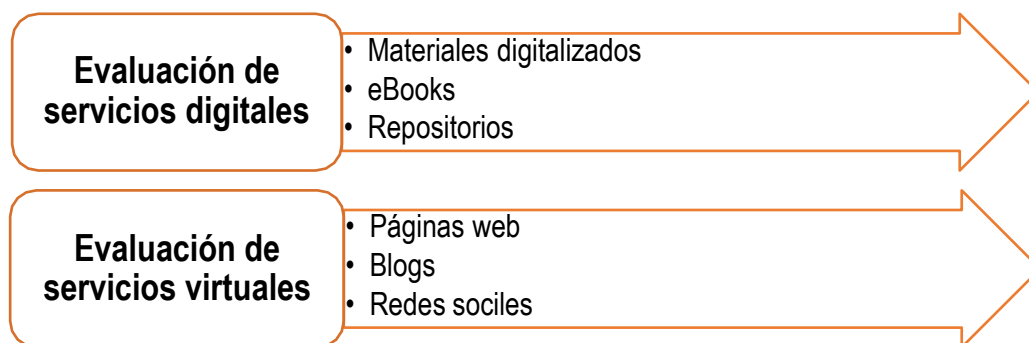 Evaluación de
servicios digitales
• Materiales digitalizados
• eBooks
• Repositorios
Evaluación de
servicios virtuales
• Páginas web
• Blogs
• Redes sociles